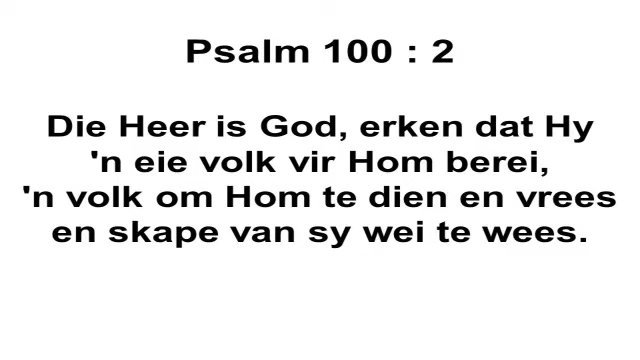 Psalm 100 : 2
Die Heer is God, erken dat Hy
'n eie volk vir Hom berei,
'n volk om Hom te dien en vrees
en skape van sy wei te wees.